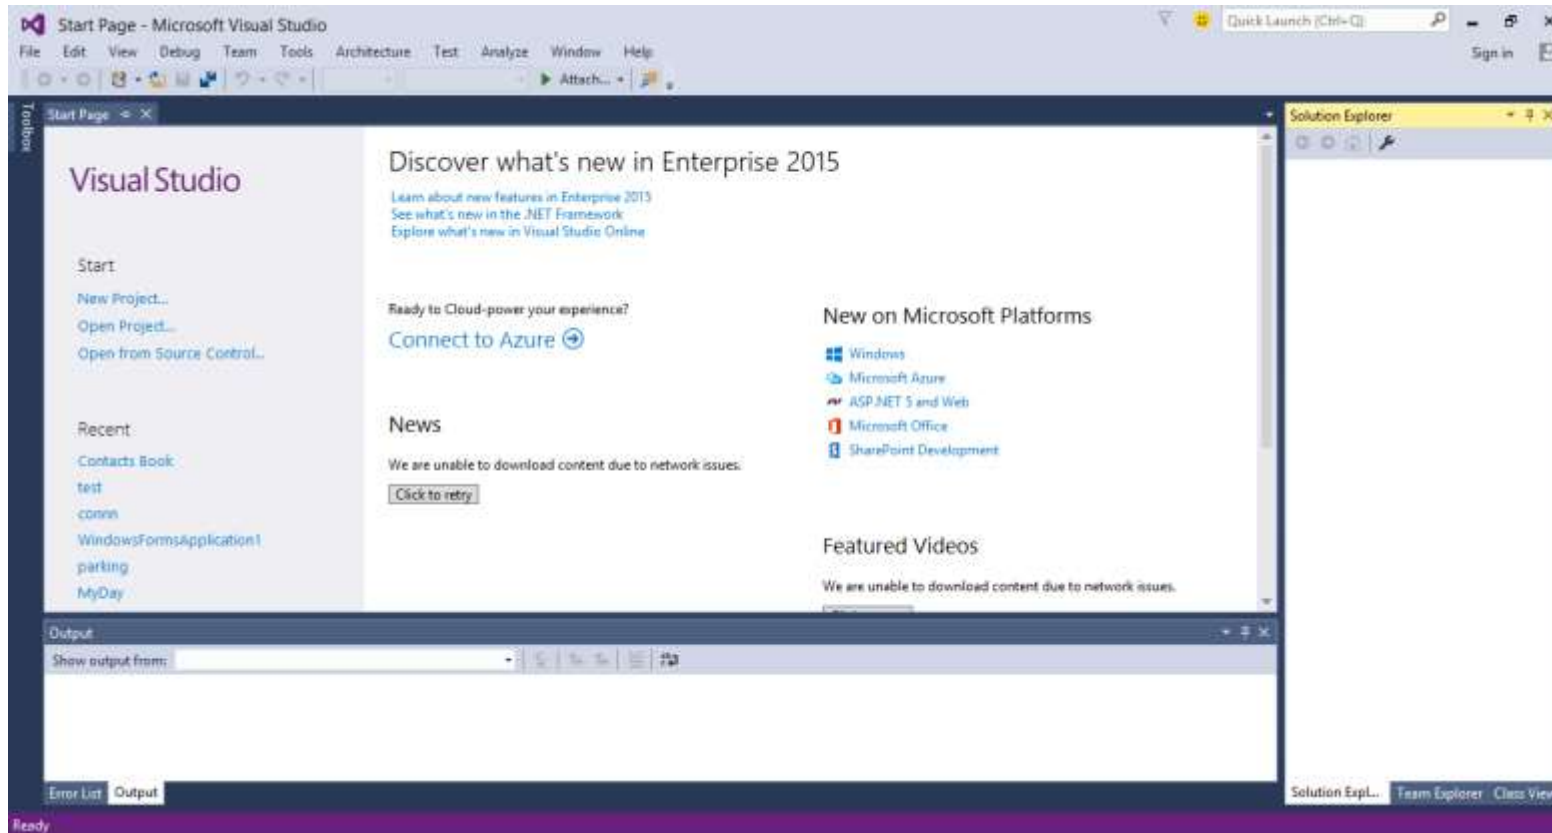 Start Page - Microsoft Visual Studio
Quick Launch (Ctrl+Q)
File Edit View Debug Team Tools Architecture Test Analyze Window Help
Sign in
Attach...
Toolbox
Start Page
Solution Explorer
Visual Studio
Start
New Project...
Open Project...
Open from Source Control...
Recent
Contacts Book
test
connn
WindowsFormsApplication1
parking
MyDay
Discover what's new in Enterprise 2015
Learn about new features in Enterprise 2015
See what's new in the .NET Framework
Explore what's new in Visual Studio Online
Ready to Cloud-power your experience?
Connect to Azure
News
We are unable to download content due to network issues.
Click to retry
New on Microsoft Platforms
Windows
Microsoft Azure
ASP.NET 5 and Web
Microsoft Office
SharePoint Development
Featured Videos
We are unable to download content due to network issues.
Output
Show output from:
Error List Output
Solution Expl... Team Explorer Class View
Ready